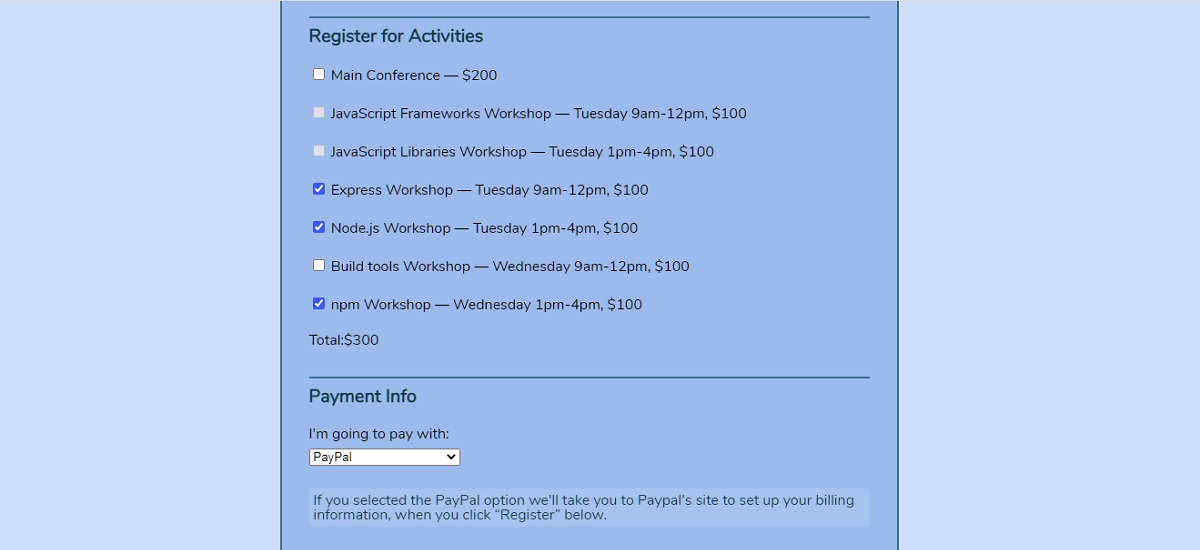 Register for Activities
Main Conference — $200
JavaScript Frameworks Workshop — Tuesday 9am-12pm, $100
JavaScript Libraries Workshop — Tuesday 1pm-4pm, $100
Express Workshop — Tuesday 9am-12pm, $100
Node.js Workshop — Tuesday 1pm-4pm, $100
Build tools Workshop — Wednesday 9am-12pm, $100
npm Workshop — Wednesday 1pm-4pm, $100
Total:$300
Payment Info
I'm going to pay with:
PayPal
If you selected the PayPal option we'll take you to Paypal's site to set up your billing
information, when you click “Register” below.